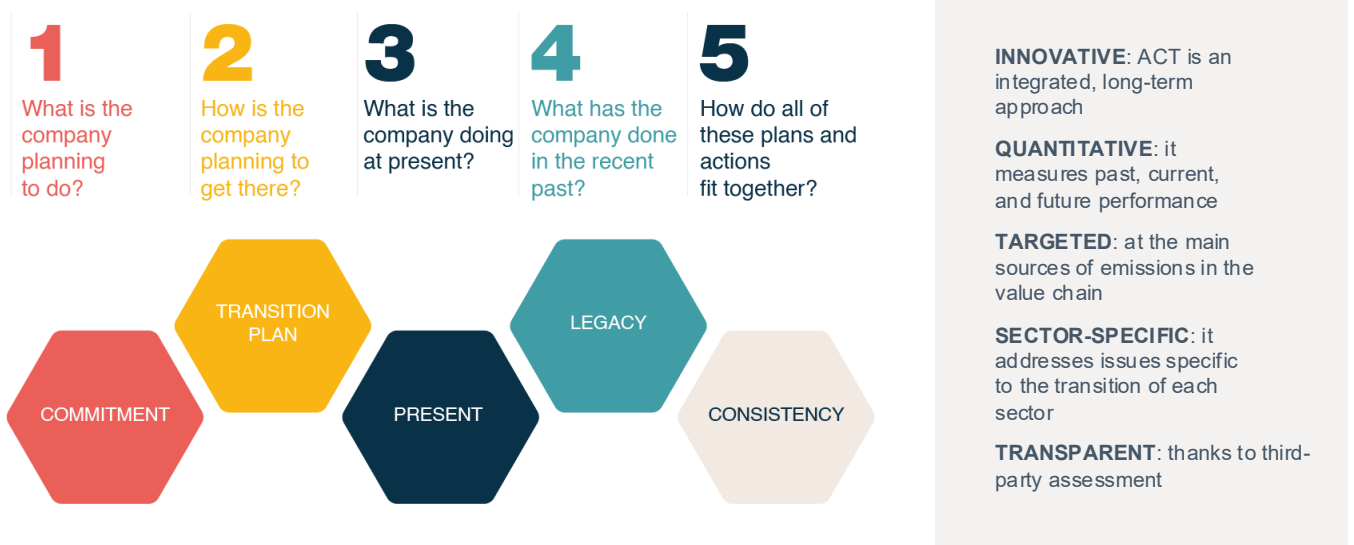 1
What is the
company
planning
to do?
2
How is the
company
planning to
get there?
3
What is the
company doing
at present?
4
What has the
company done
in the recent
past?
5
How do all of
these plans and
actions
fit together?
COMMITMENT
TRANSITION
PLAN
PRESENT
LEGACY
CONSISTENCY
INNOVATIVE: ACT is an
integrated, long-term
approach
QUANTITATIVE: it
measures past, current,
and future performance
TARGETED: at the main
sources of emissions in the
value chain
SECTOR-SPECIFIC: it
addresses issues specific
to the transition of each
sector
TRANSPARENT: thanks to third-
party assessment